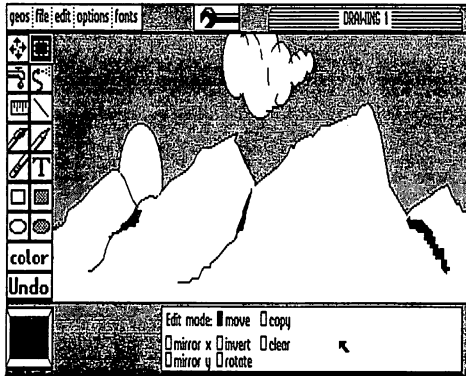 geos file edit options fonts
DRAWING 1
T
color
Undo
Edit mode: move copy
mirror x invert clear
mirror y rotate